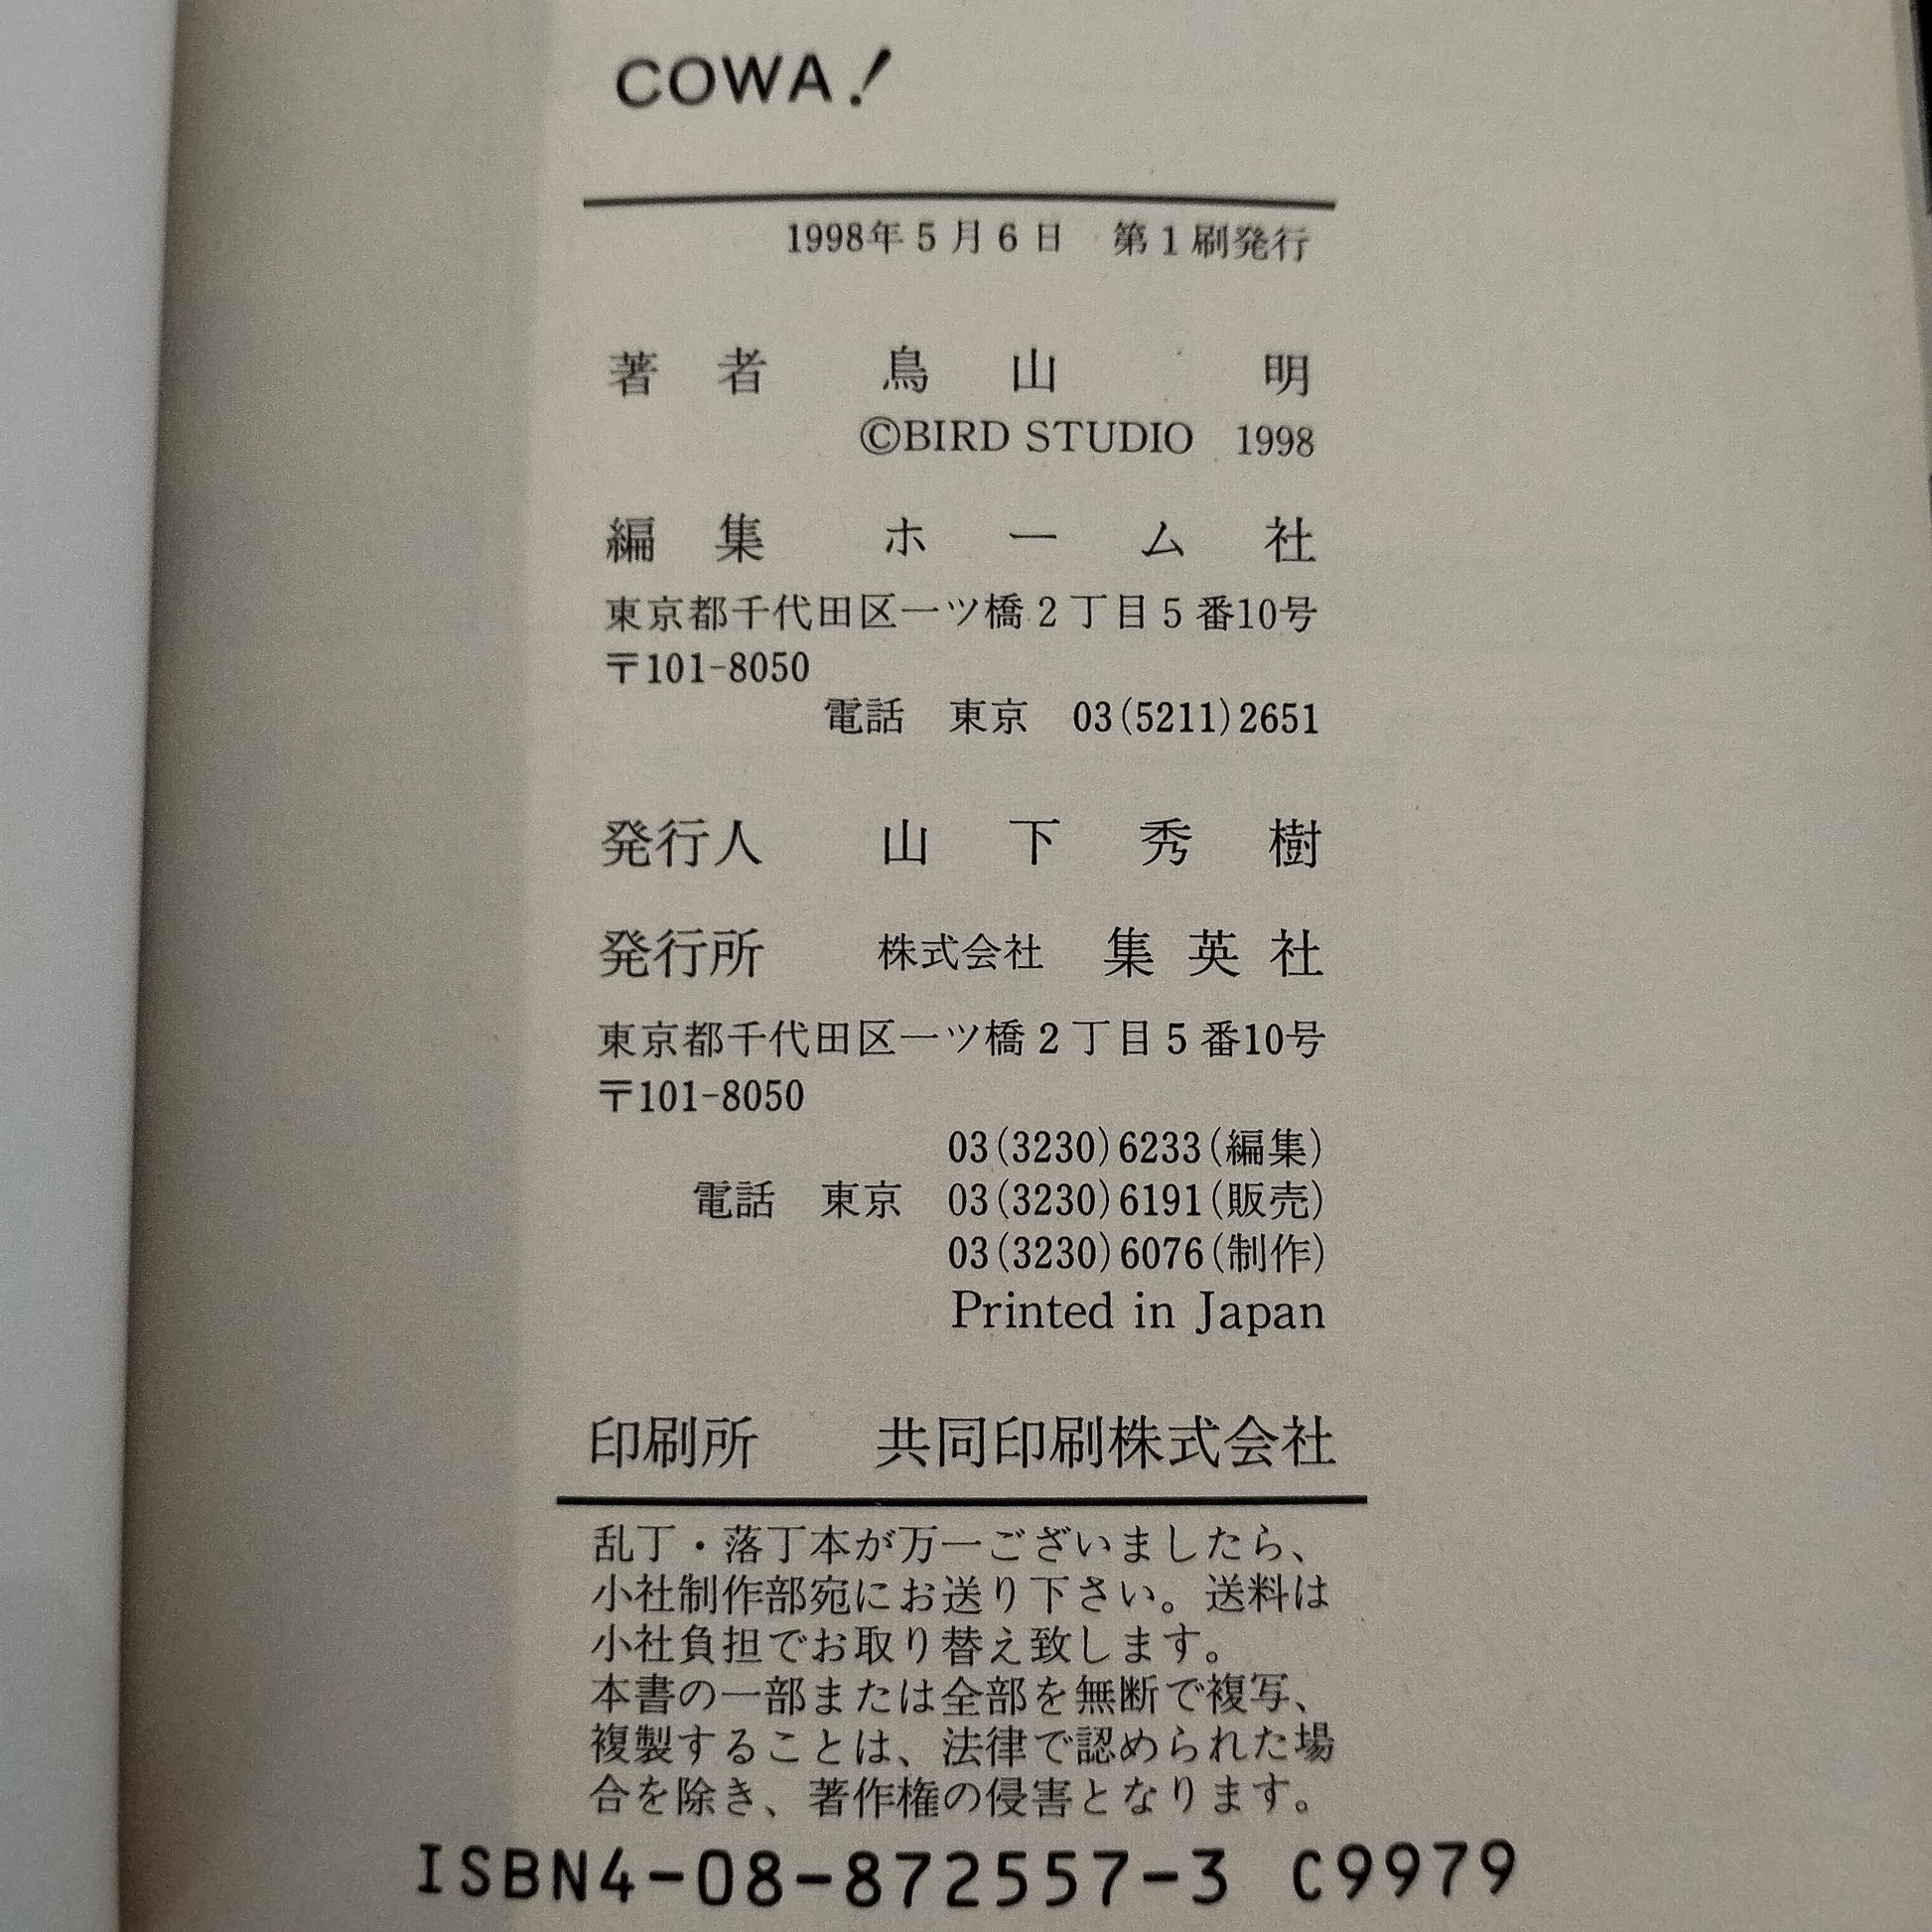 COWA!
1998年5月6日 第1刷発行
著者 鳥山明
©BIRD STUDIO 1998
編集 ホーム社
東京都千代田区一ツ橋2丁目5番10号
〒101-8050
電話 東京 03(5211)2651
発行人 山下秀樹
発行所 株式会社 集英社
東京都千代田区一ツ橋2丁目5番10号
〒101-8050
03(3230)6233(編集)
電話 東京 03(3230)6191(販売)
03(3230)6076(制作)
Printed in Japan
印刷所 共同印刷株式会社
乱丁・落丁本が万一ございましたら、
小社制作部宛にお送り下さい。送料は
小社負担でお取り替え致します。
本書の一部または全部を無断で複写、
複製することは、法律で認められた場
合を除き、著作権の侵害となります。
ISBN4-08-872557-3 C9979